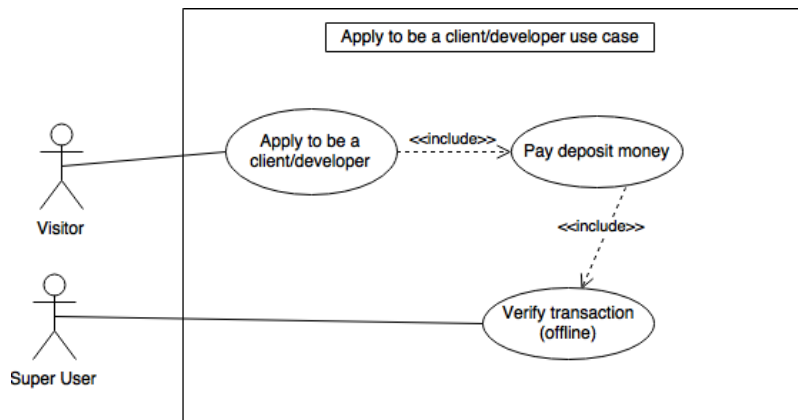 Apply to be a client/developer use case
Apply to be a
client/developer
<<include>>
Pay deposit money
Visitor
<<include>>
Verify transaction
(offline)
Super User